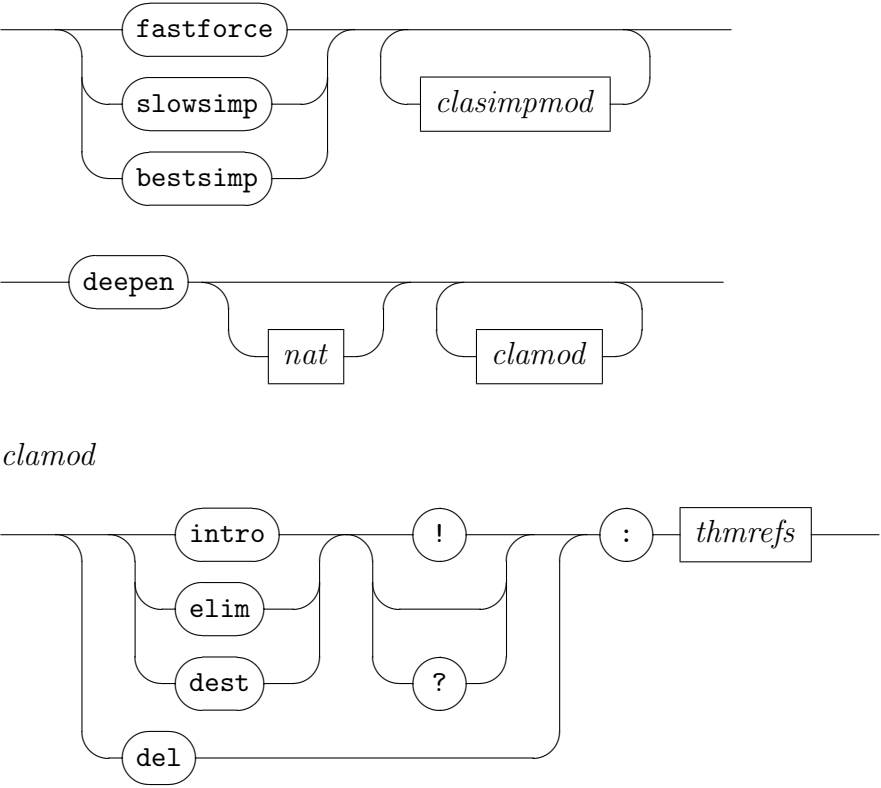 fastforce
slowsimp
clasimpmod
bestsimp
deepen
nat
clamod
clamod
intro ! : thmrefs
elim
dest ?
del